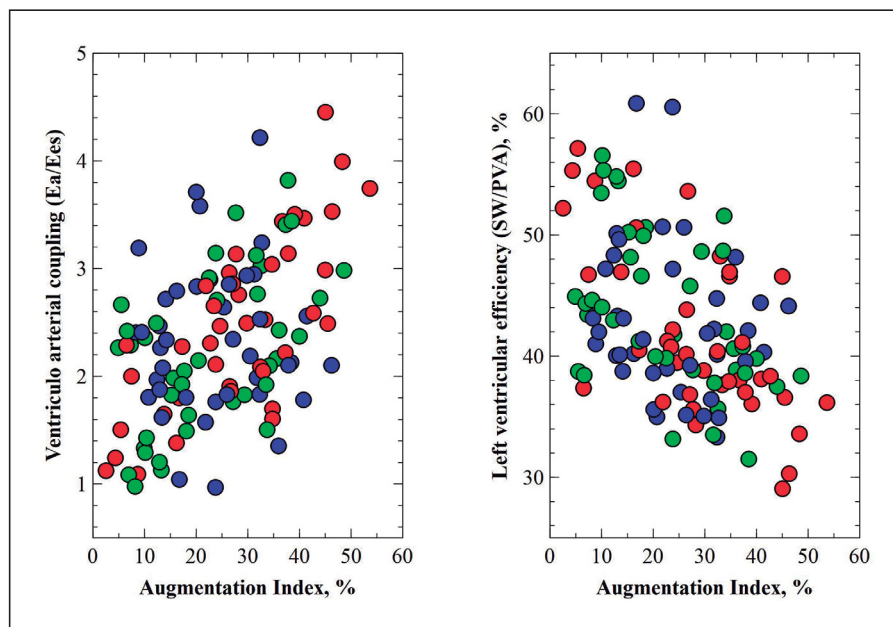 5
4
3
2
1
Ventriculo arterial coupling (Ea/Ees)
0 10 20 30 40 50 60
Augmentation Index, %
60
50
40
30
Left ventricular efficiency (SW/PVA), %
0 10 20 30 40 50 60
Augmentation Index, %